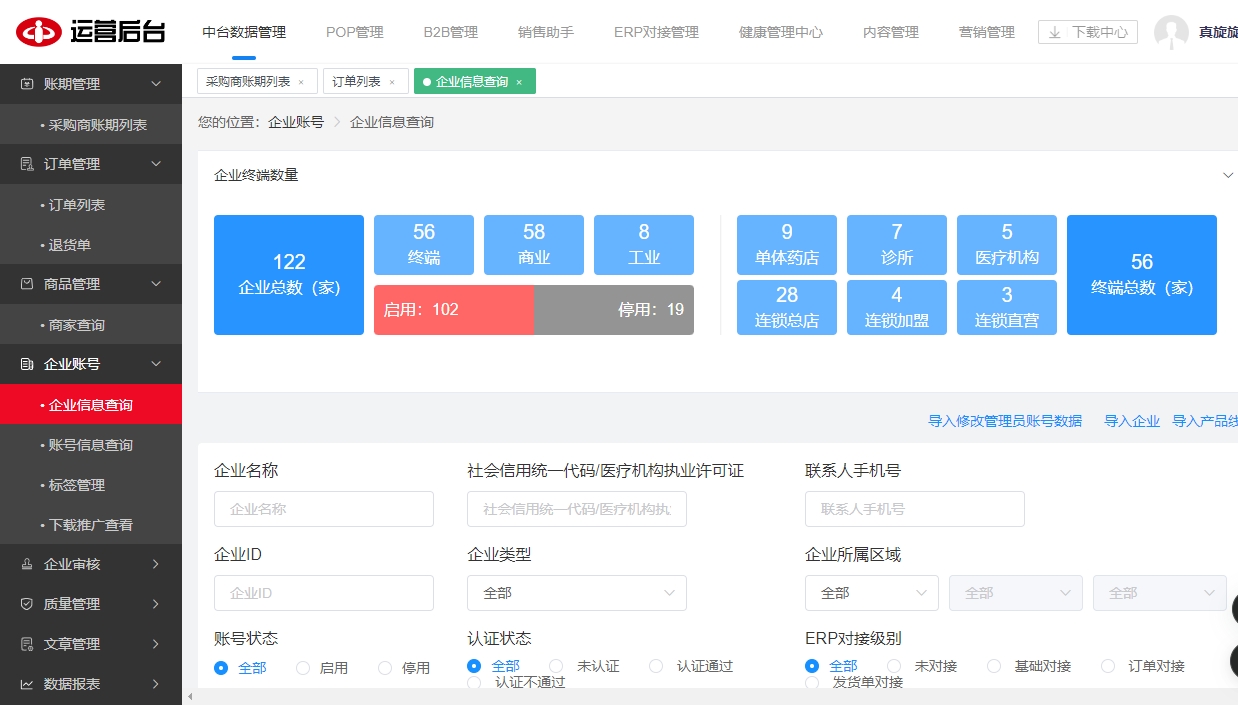 运营后台
中台数据管理 POP管理 B2B管理 销售助手 ERP对接管理 健康管理中心 内容管理 营销管理 下载中心 真旋旋
采购商账期列表 × 订单列表 × 企业信息查询 ×
您的位置: 企业账号 > 企业信息查询
账期管理
• 采购商账期列表
订单管理
• 订单列表
• 退货单
商品管理
• 商家查询
企业账号
• 企业信息查询
• 账号信息查询
• 标签管理
• 下载推广查看
企业审核
质量管理
文章管理
数据报表
企业终端数量
122
企业总数（家）
56
终端
58
商业
8
工业
启用：102
停用：19
9
单体药店
7
诊所
5
医疗机构
28
连锁总店
4
连锁加盟
3
连锁直营
56
终端总数（家）
导入修改管理员账号数据 导入企业 导入产品线
企业名称 社会信用统一代码/医疗机构执业许可证 联系人手机号
企业名称 社会信用统一代码/医疗机构执 联系人手机号
企业ID 企业类型 企业所属区域
企业ID 全部 全部 全部 全部
账号状态 认证状态 ERP对接级别
全部 启用 停用 全部 未认证 认证通过 全部 未对接 基础对接 订单对接
认证不通过 发货单对接